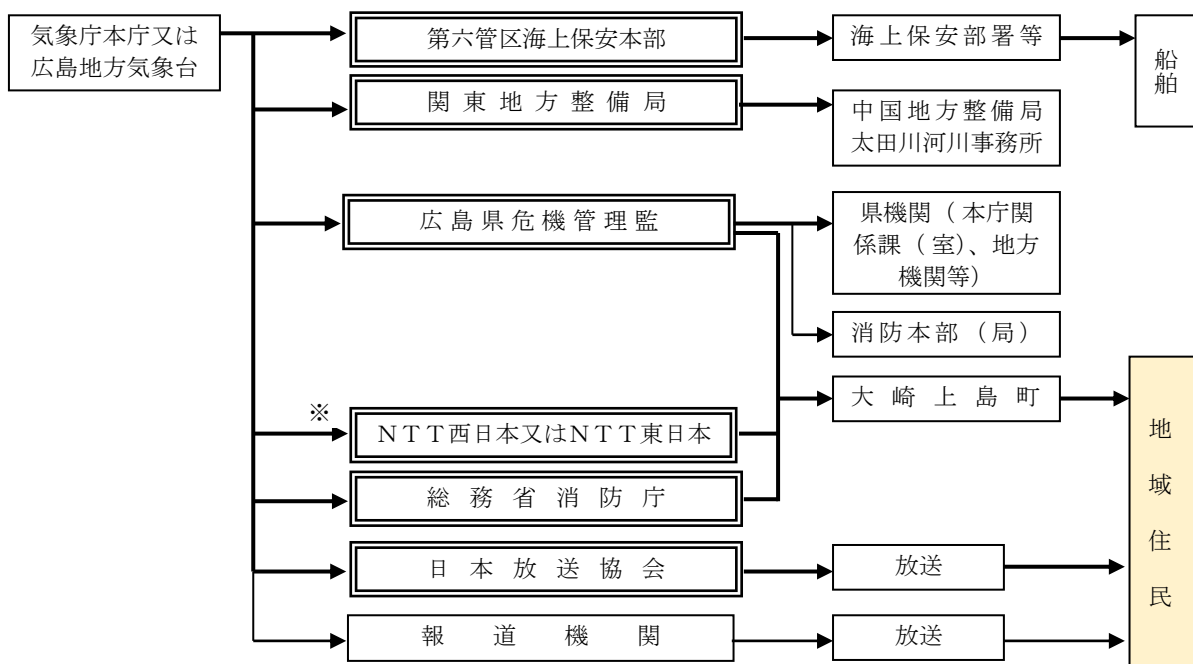 気象庁本庁又は
広島地方気象台
第六管区海上保安本部
海上保安部署等
船舶
関東地方整備局
中国地方整備局
太田川河川事務所
広島県危機管理監
県機関（本庁関
係課（室）、地方
機関等）
消防本部（局）
大崎上島町
※
NTT西日本又はNTT東日本
総務省消防庁
日本放送協会
放送
報道機関
放送
地域住民